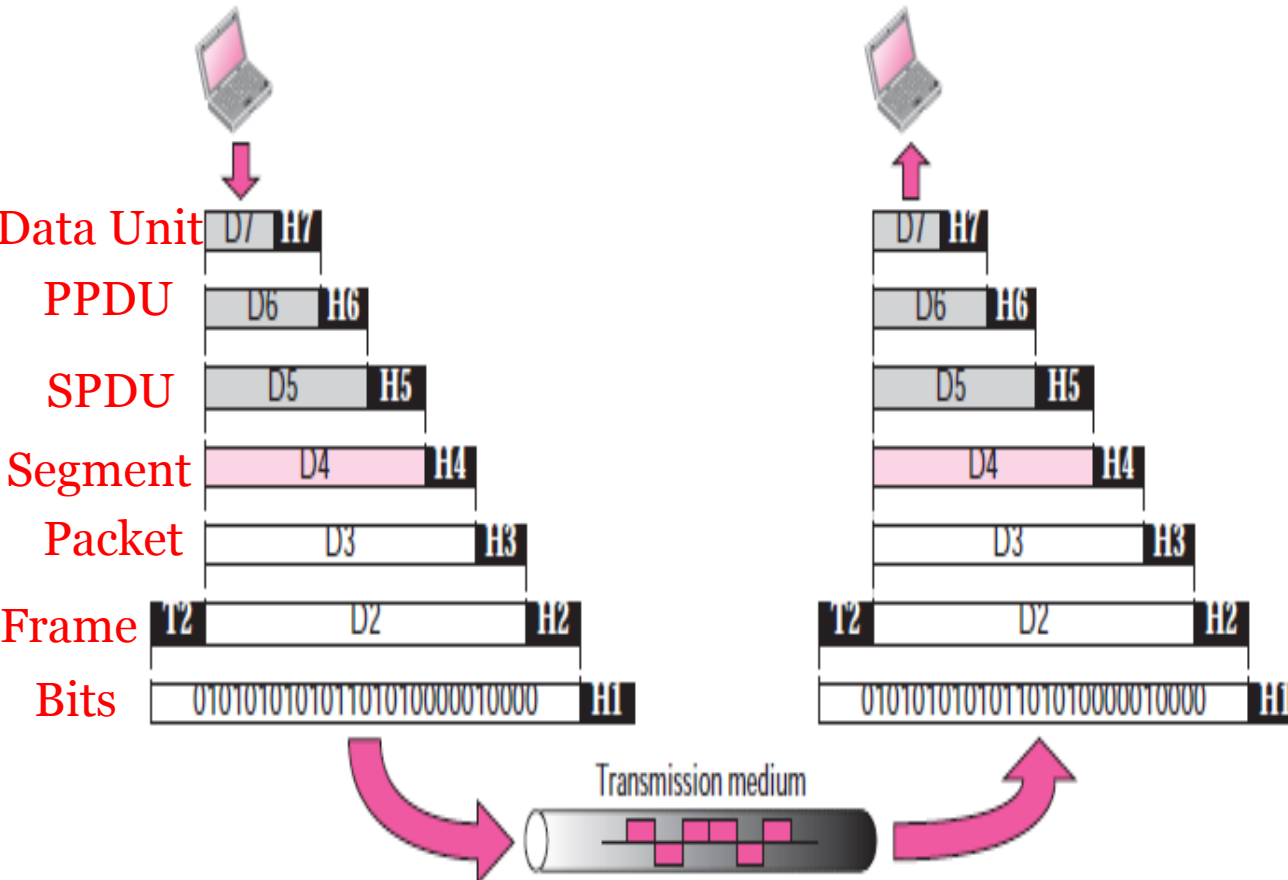 Data Unit D7 H7 D7 H7
PPDU D6 H6 D6 H6
SPDU D5 H5 D5 H5
Segment D4 H4 D4 H4
Packet D3 H3 D3 H3
Frame T2 D2 H2 T2 D2 H2
Bits 010101010101101010000010000 H1 010101010101101010000010000 H1
Transmission medium